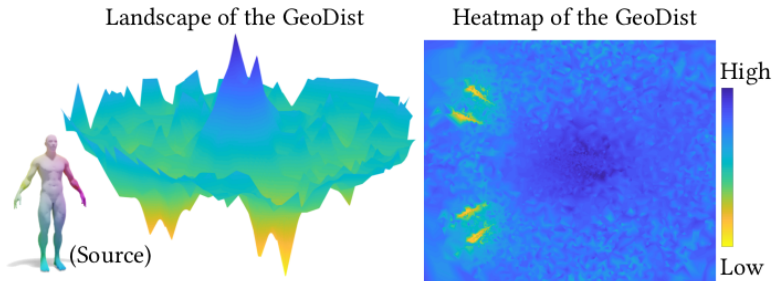 Landscape of the GeoDist
Heatmap of the GeoDist
High
(Source)
Low